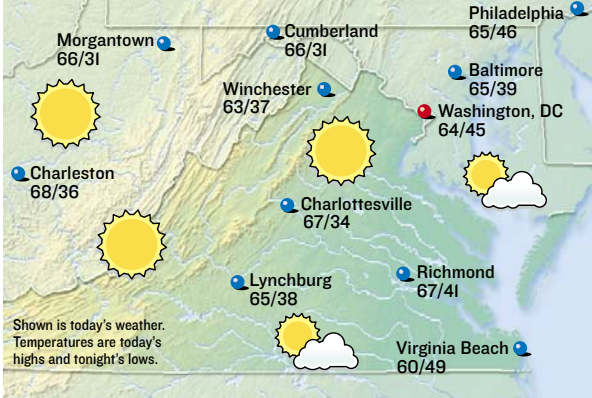 Philadelphia
65/46
Cumberland
66/31
Morgantown
66/31
Baltimore
65/39
Winchester
63/37
Washington, DC
64/45
Charleston
68/36
Charlottesville
67/34
Richmond
67/41
Lynchburg
65/38
Shown is today's weather.
Temperatures are today's
highs and tonight's lows.
Virginia Beach
60/49